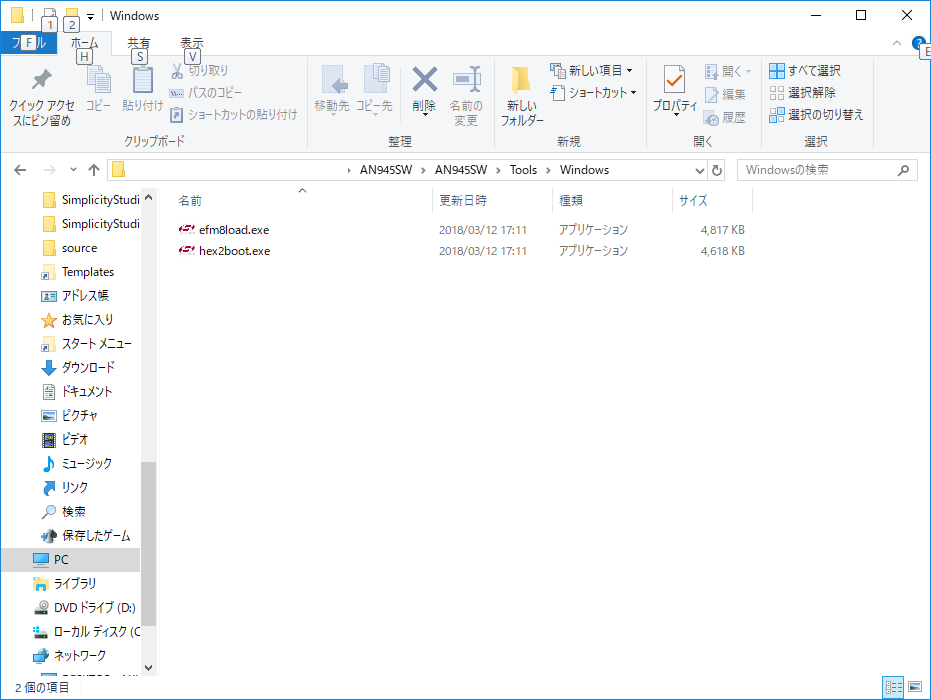 Windows
1
2
ファイル
F
ホーム
共有
表示
H
S
V
E
クイック アクセスにピン留め
コピー
貼り付け
切り取り
パスのコピー
ショートカットの貼り付け
クリップボード
移動先
コピー先
削除
名前の変更
整理
新しいフォルダー
新しい項目
ショートカット
新規
プロパティ
開く
編集
履歴
開く
すべて選択
選択解除
選択の切り替え
選択
AN945SW
AN945SW
Tools
Windows
Windowsの検索
名前
更新日時
種類
サイズ
efm8load.exe 2018/03/12 17:11 アプリケーション 4,817 KB
hex2boot.exe 2018/03/12 17:11 アプリケーション 4,618 KB
SimplicityStudi
SimplicityStudi
source
Templates
アドレス帳
お気に入り
スタート メニュー
ダウンロード
ドキュメント
ピクチャ
ビデオ
ミュージック
リンク
検索
保存したゲーム
PC
ライブラリ
DVD ドライブ (D:)
ローカル ディスク (C
ネットワーク
2 個の項目